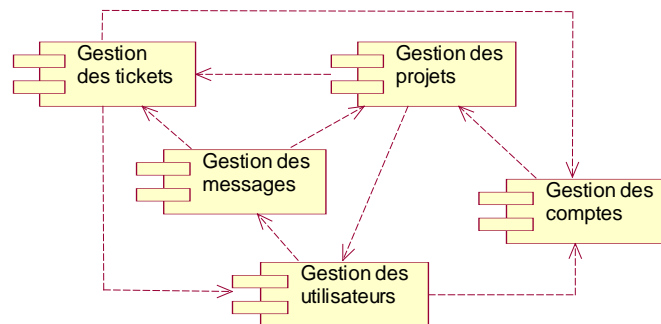 Gestion
des tickets
Gestion des
projets
Gestion des
messages
Gestion des
comptes
Gestion des
utilisateurs